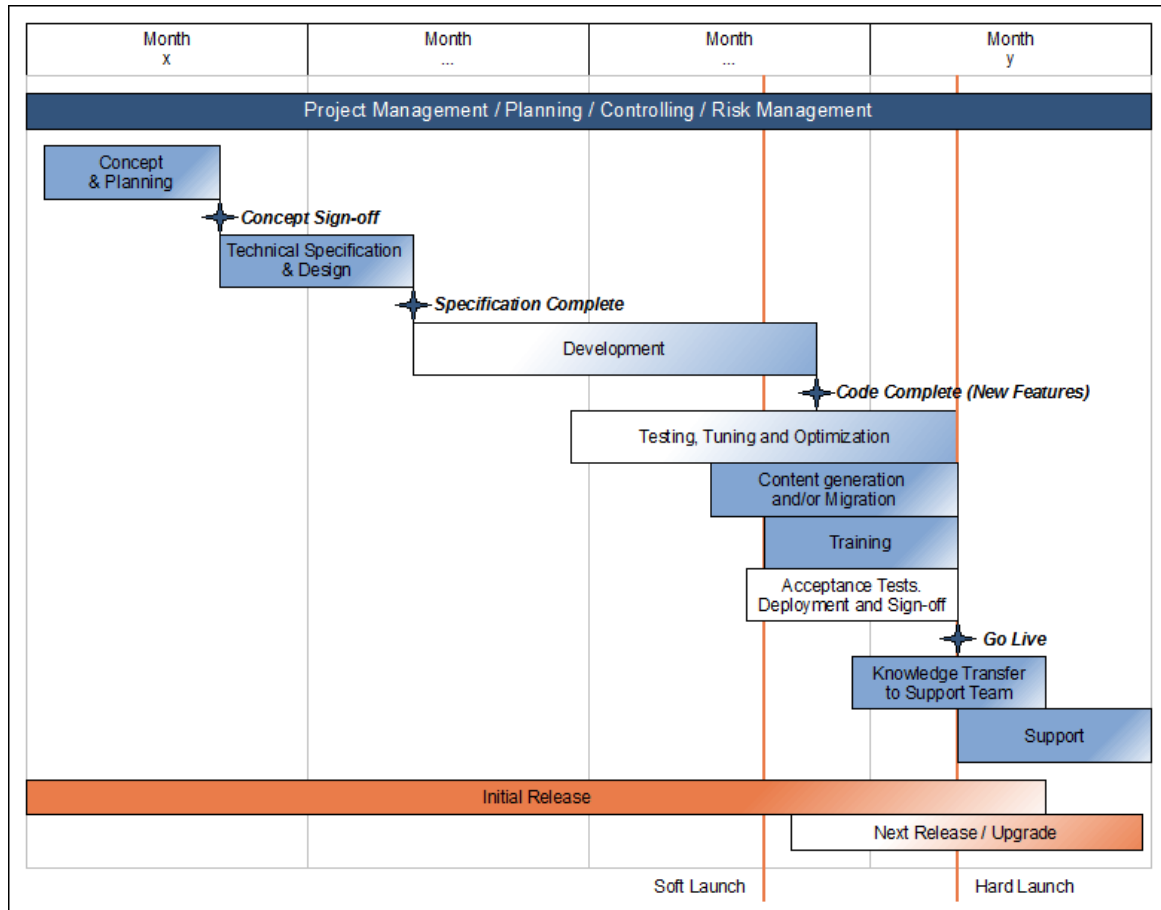 Month
x
Month
...
Month
...
Month
y
Project Management / Planning / Controlling / Risk Management
Concept
& Planning
Concept Sign-off
Technical Specification
& Design
Specification Complete
Development
Code Complete (New Features)
Testing, Tuning and Optimization
Content generation
and/or Migration
Training
Acceptance Tests.
Deployment and Sign-off
Go Live
Knowledge Transfer
to Support Team
Support
Initial Release
Next Release / Upgrade
Soft Launch
Hard Launch